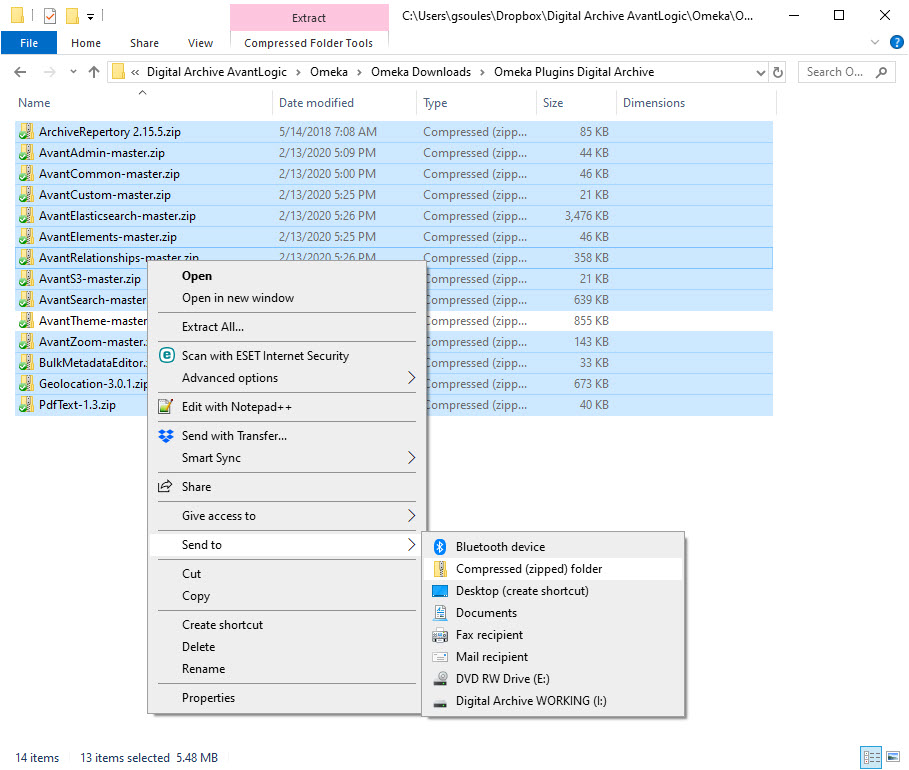 Extract
C:\Users\gsoules\Dropbox\Digital Archive AvantLogic\Omeka\O...
File Home Share View Compressed Folder Tools
« Digital Archive AvantLogic › Omeka › Omeka Downloads › Omeka Plugins Digital Archive
Search O...
Name Date modified Type Size Dimensions
ArchiveRepertory 2.15.5.zip 5/14/2018 7:08 AM Compressed (zipp... 85 KB
AvantAdmin-master.zip 2/13/2020 5:09 PM Compressed (zipp... 44 KB
AvantCommon-master.zip 2/13/2020 5:00 PM Compressed (zipp... 46 KB
AvantCustom-master.zip 2/13/2020 5:25 PM Compressed (zipp... 21 KB
AvantElasticsearch-master.zip 2/13/2020 5:26 PM Compressed (zipp... 3,476 KB
AvantElements-master.zip 2/13/2020 5:25 PM Compressed (zipp... 46 KB
AvantRelationships-master.zip 2/13/2020 5:26 PM Compressed (zipp... 358 KB
AvantS3-master.zip Compressed (zipp... 21 KB
AvantSearch-master Compressed (zipp... 639 KB
AvantTheme-master Compressed (zipp... 855 KB
AvantZoom-master Compressed (zipp... 143 KB
BulkMetadataEditor. Compressed (zipp... 33 KB
Geolocation-3.0.1.zip Compressed (zipp... 673 KB
PdfText-1.3.zip Compressed (zipp... 40 KB
Open
Open in new window
Extract All...
Scan with ESET Internet Security
Advanced options
Edit with Notepad++
Send with Transfer...
Smart Sync
Share
Give access to
Send to
Cut
Copy
Create shortcut
Delete
Rename
Properties
Bluetooth device
Compressed (zipped) folder
Desktop (create shortcut)
Documents
Fax recipient
Mail recipient
DVD RW Drive (E:)
Digital Archive WORKING (I:)
14 items 13 items selected 5.48 MB